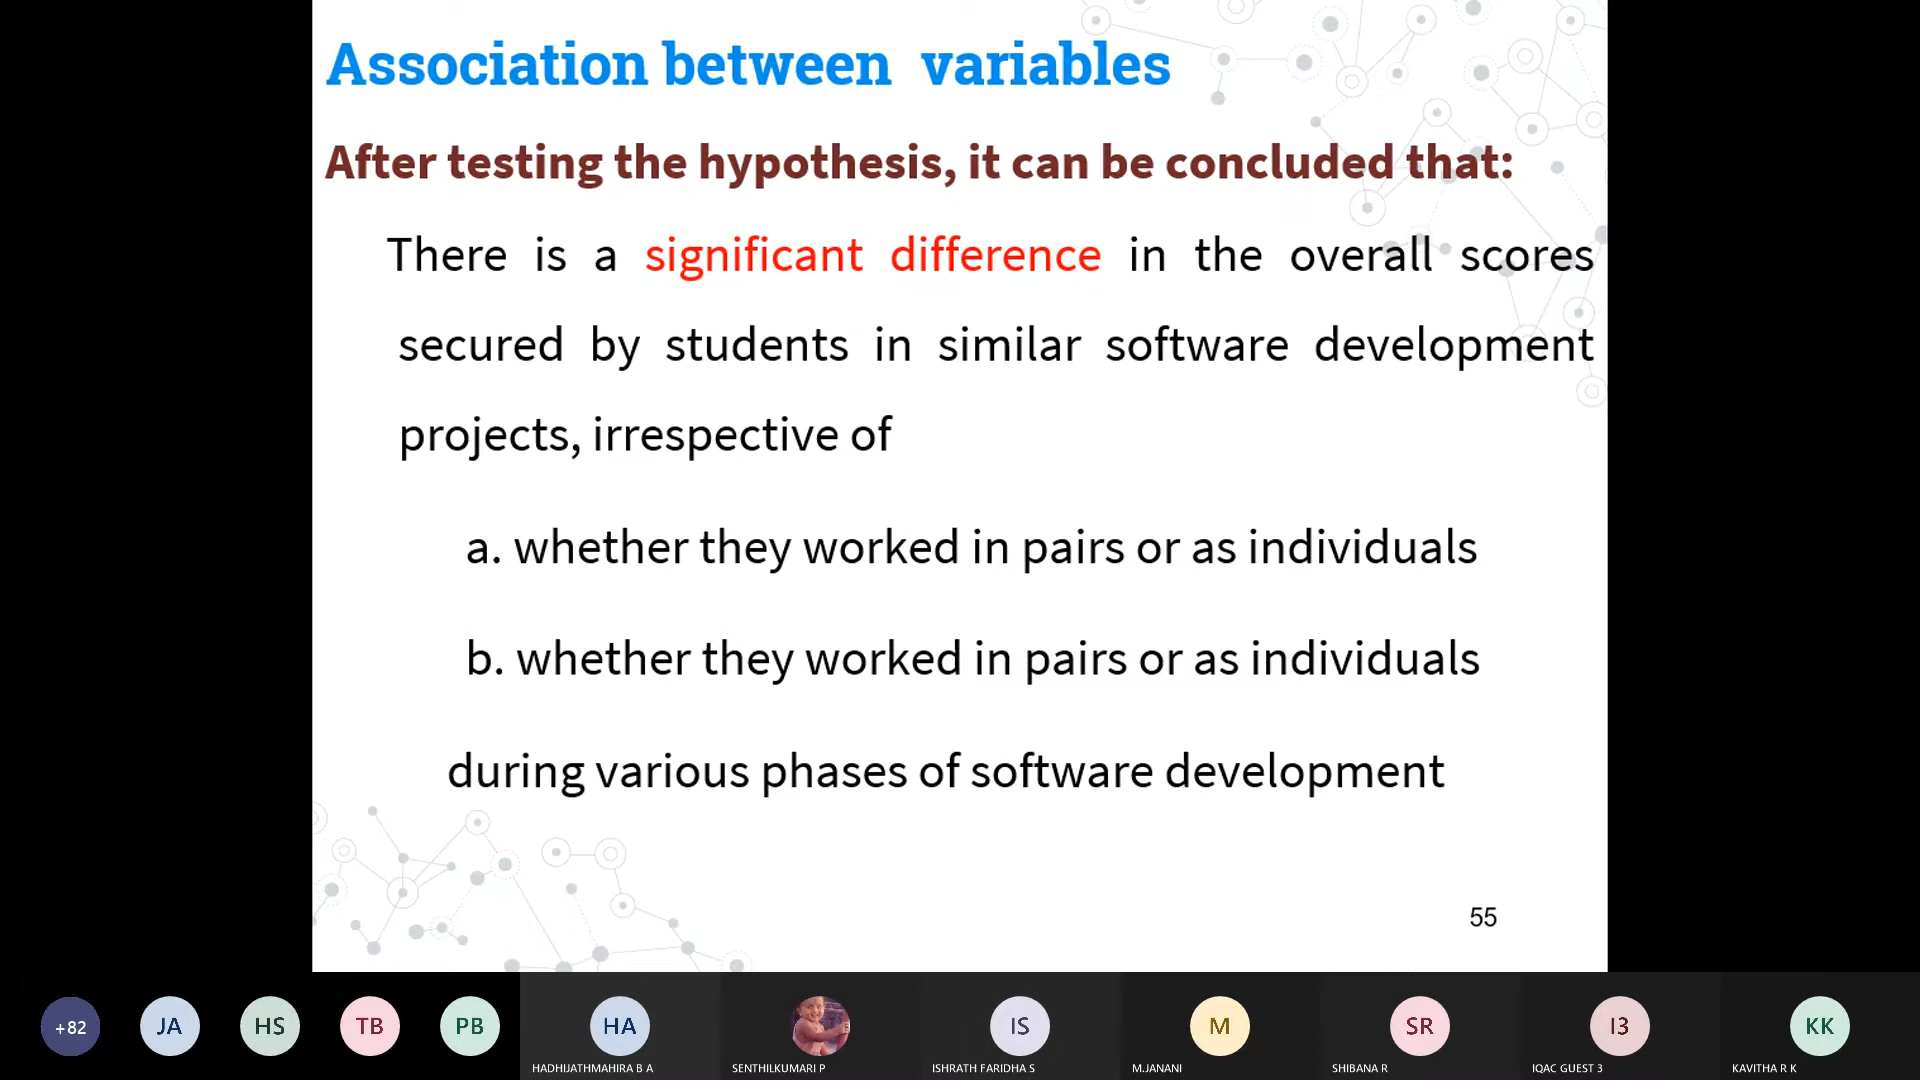 Association between variables
After testing the hypothesis, it can be concluded that:
There is a significant difference in the overall scores
secured by students in similar software development
projects, irrespective of
a. whether they worked in pairs or as individuals
b. whether they worked in pairs or as individuals
during various phases of software development
55
+82 JA HS TB PB HA IS M SR I3 KK
HADHIJATHMAHIRA B A SENTHILKUMARI P ISHRATH FARIDHA S M.JANANI SHIBANA R IQAC GUEST 3 KAVITHA R K